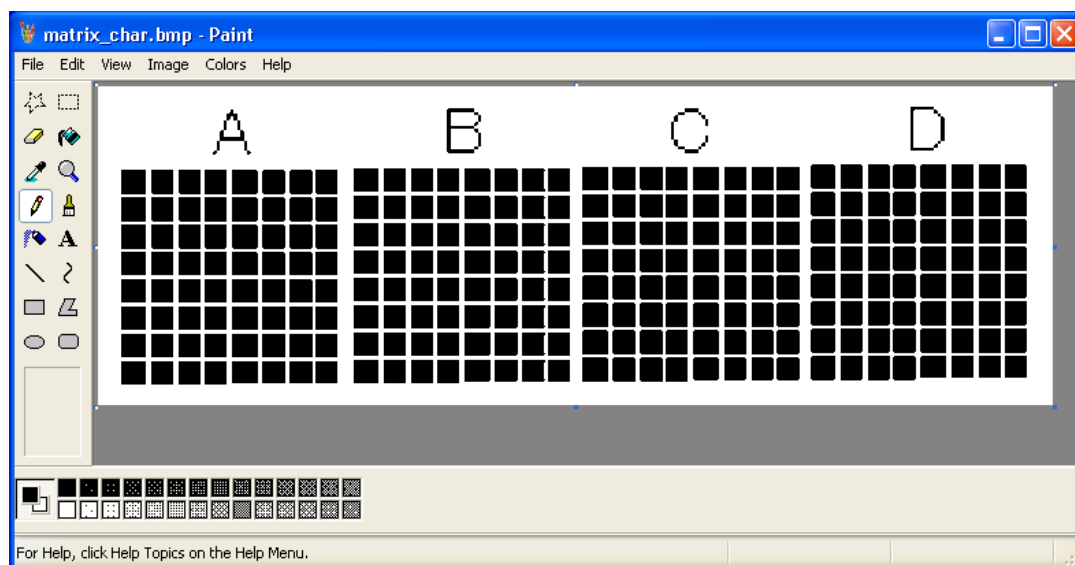 matrix_char.bmp - Paint
File Edit View Image Colors Help
A B C D
A
For Help, click Help Topics on the Help Menu.